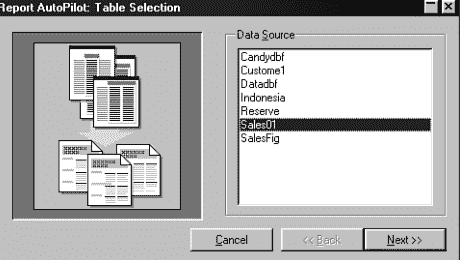 Report AutoPilot: Table Selection
Data Source
Candydbf
Custome1
Datadbf
Indonesia
Reserve
Sales01
SalesFig
Cancel
<< Back
Next >>